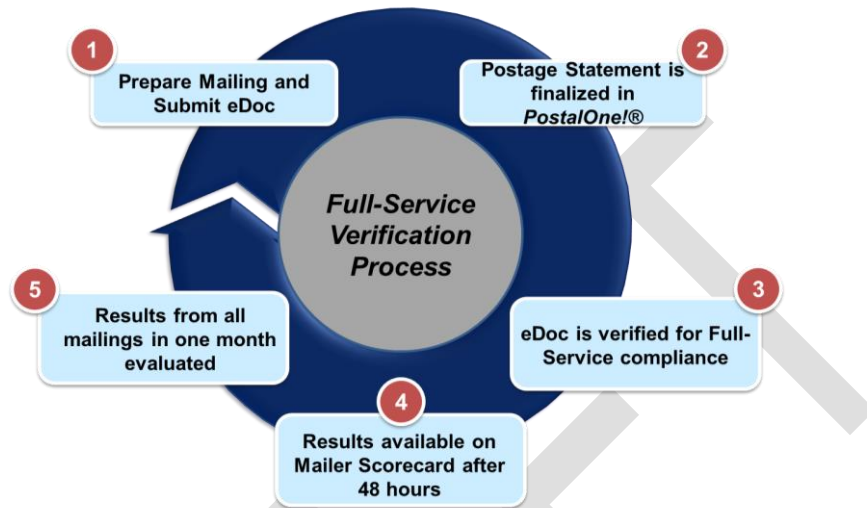 1
Prepare Mailing and
Submit eDoc
2
Postage Statement is
finalized in
PostalOne!®
Full-Service
Verification
Process
3
eDoc is verified for Full-
Service compliance
4
Results available on
Mailer Scorecard after
48 hours
5
Results from all
mailings in one month
evaluated